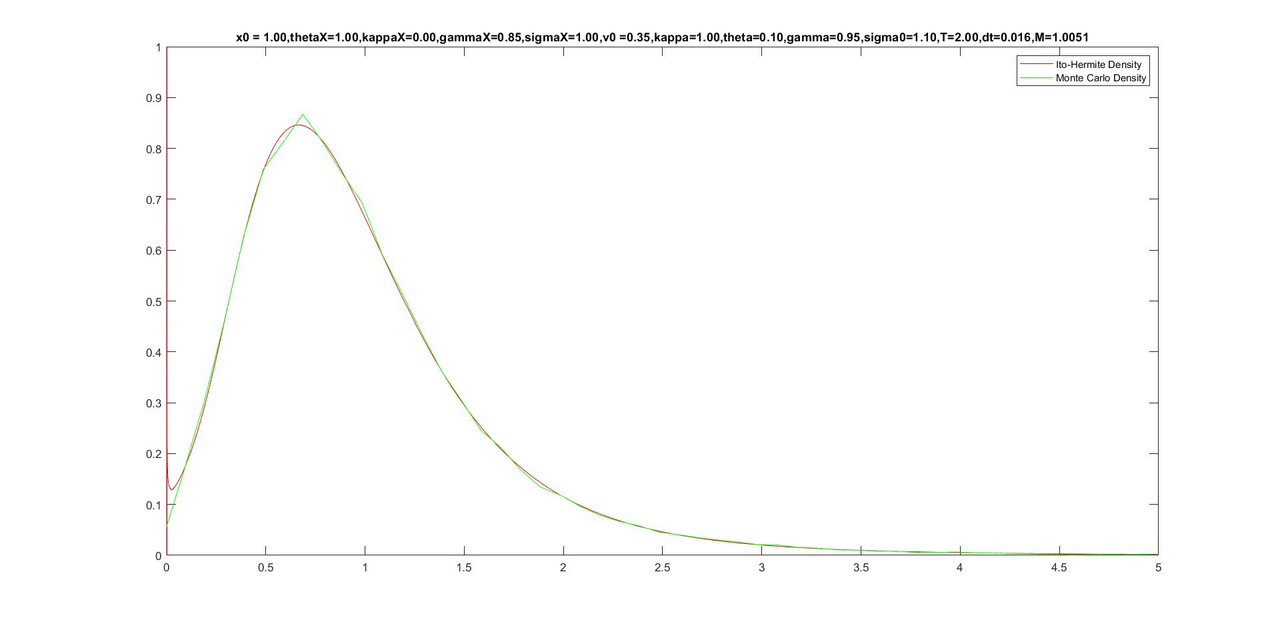 x0 = 1.00,thetaX=1.00,kappaX=0.00,gammaX=0.85,sigmaX=1.00,v0 =0.35,kappa=1.00,theta=0.10,gamma=0.95,sigma0=1.10,T=2.00,dt=0.016,M=1.0051
Ito-Hermite Density
Monte Carlo Density
1
0.9
0.8
0.7
0.6
0.5
0.4
0.3
0.2
0.1
0
0 0.5 1 1.5 2 2.5 3 3.5 4 4.5 5